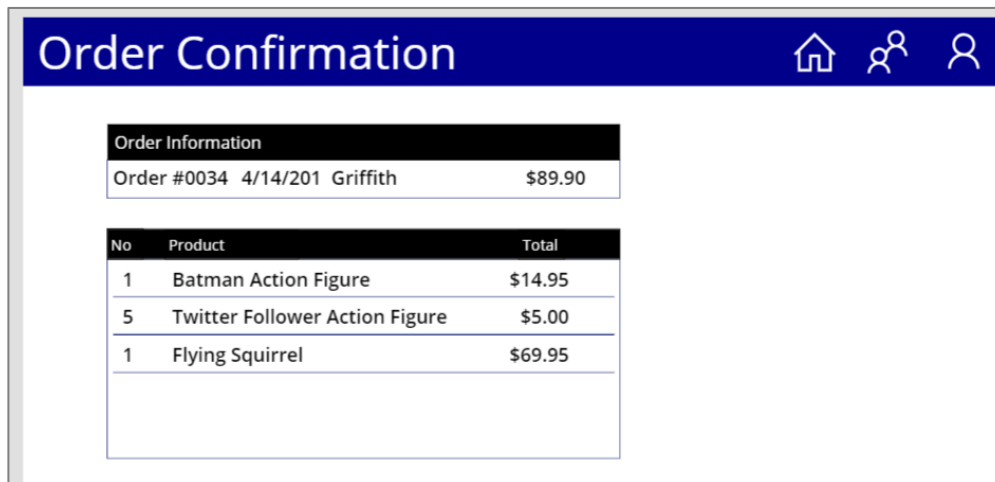 Order Confirmation
Order Information
Order #0034 4/14/201 Griffith $89.90
No Product Total
1 Batman Action Figure $14.95
5 Twitter Follower Action Figure $5.00
1 Flying Squirrel $69.95